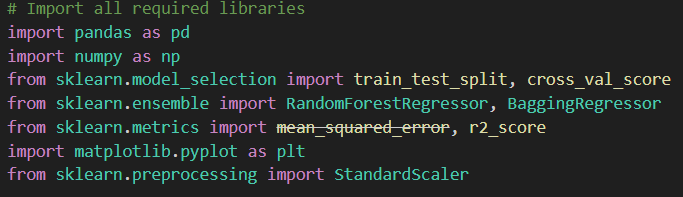 # Import all required libraries
import pandas as pd
import numpy as np
from sklearn.model_selection import train_test_split, cross_val_score
from sklearn.ensemble import RandomForestRegressor, BaggingRegressor
from sklearn.metrics import mean_squared_error, r2_score
import matplotlib.pyplot as plt
from sklearn.preprocessing import StandardScaler